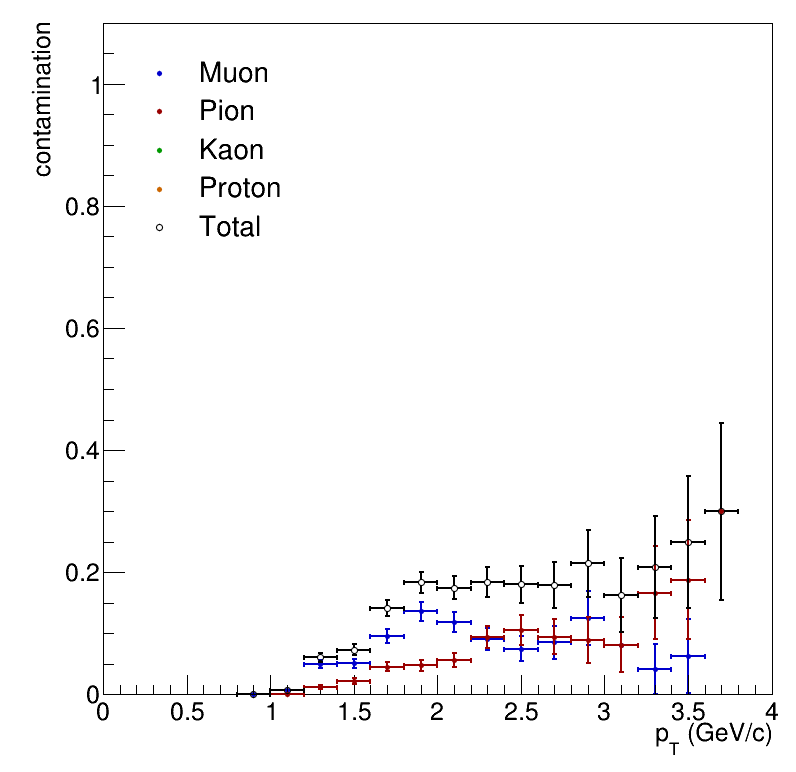 contamination
Muon
Pion
Kaon
Proton
Total
1
0.8
0.6
0.4
0.2
0
0 0.5 1 1.5 2 2.5 3 3.5 4
p_T (GeV/c)